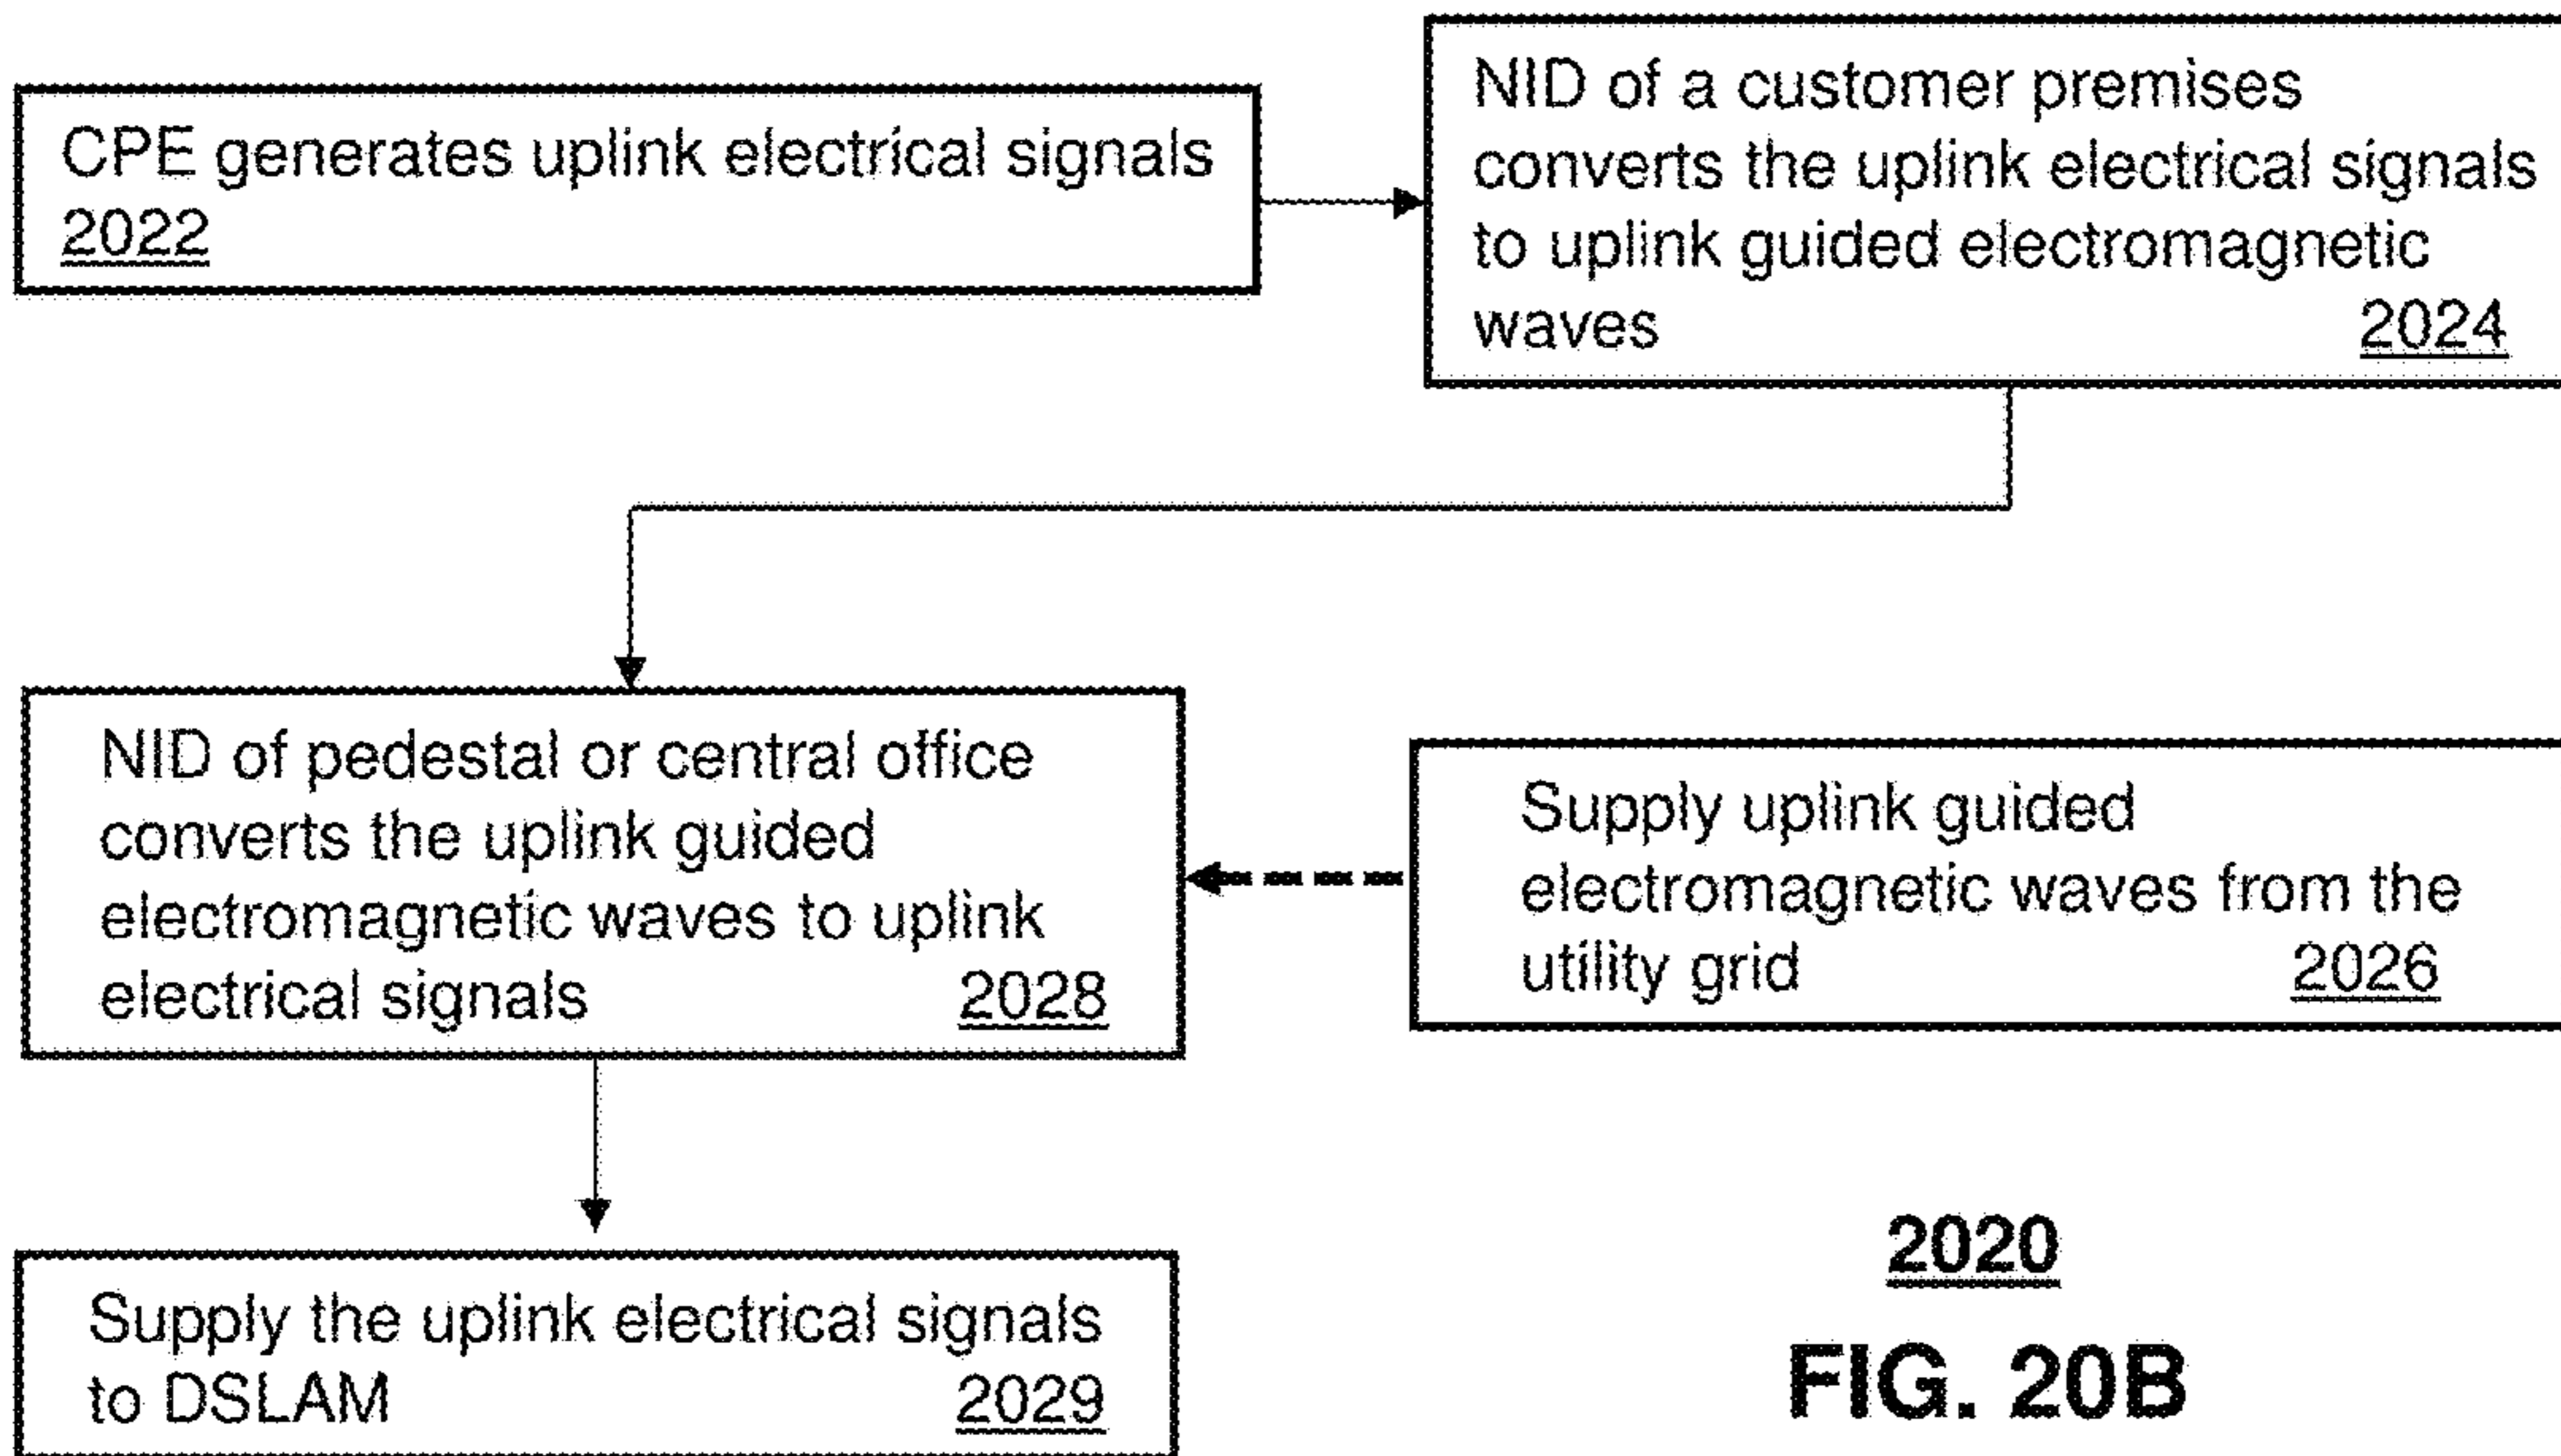 CPE generates uplink electrical signals
2022
NID of a customer premises
converts the uplink electrical signals
to uplink guided electromagnetic
waves 2024
NID of pedestal or central office
converts the uplink guided
electromagnetic waves to uplink
electrical signals 2028
Supply uplink guided
electromagnetic waves from the
utility grid 2026
Supply the uplink electrical signals
to DSLAM 2029
2020
FIG. 20B